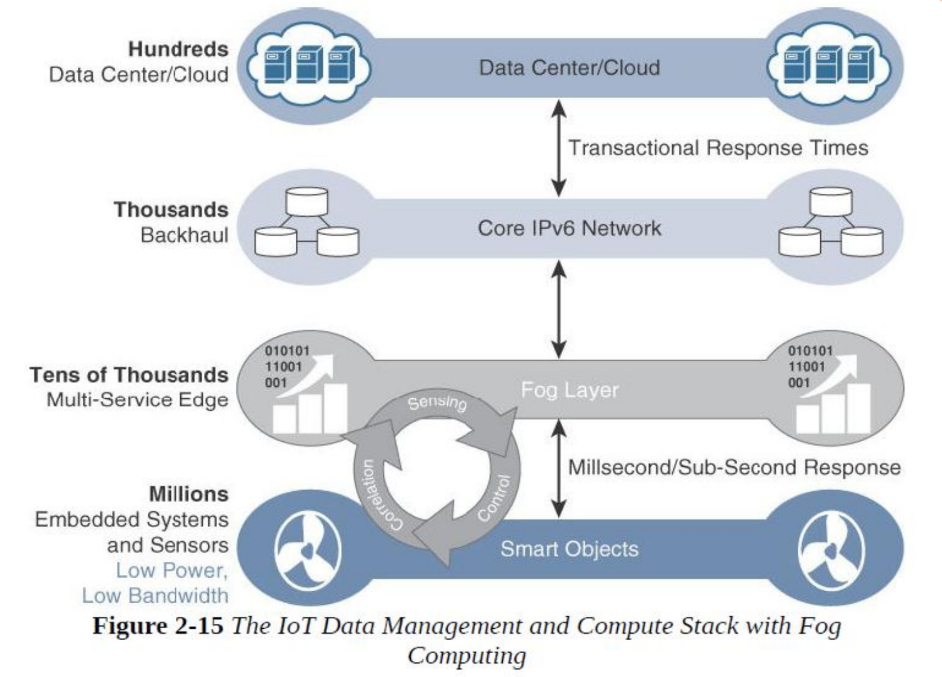 Hundreds
Data Center/Cloud
Data Center/Cloud
Transactional Response Times
Thousands
Backhaul
Core IPv6 Network
010101
11001
001
010101
11001
001
Tens of Thousands
Multi-Service Edge
Fog Layer
Sensing
Control
Correlation
Millsecond/Sub-Second Response
Millions
Embedded Systems
and Sensors
Low Power,
Low Bandwidth
Smart Objects
Figure 2-15 The IoT Data Management and Compute Stack with Fog
Computing